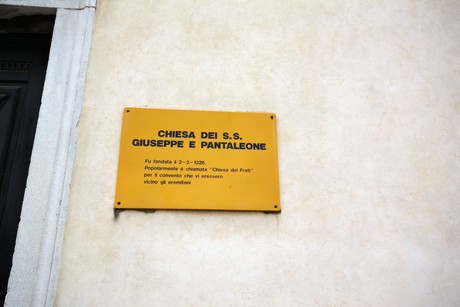 CHIESA DEI S.S.
GIUSEPPE E PANTALEONE
Fu fondata il 2-3-1326.
Popolarmente é chiamata "Chiesa dei Frati"
per il convento che vi eressero
vicino gli eremitani